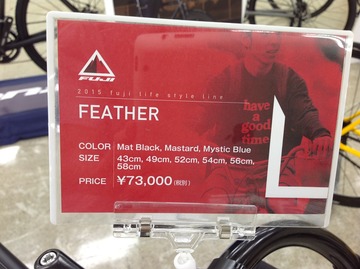 FUJI
2015 fuji life style line
FEATHER
have
a
good
time
COLOR Mat Black, Mastard, Mystic Blue
SIZE 43cm, 49cm, 52cm, 54cm, 56cm,
58cm
PRICE ¥73,000(税別)